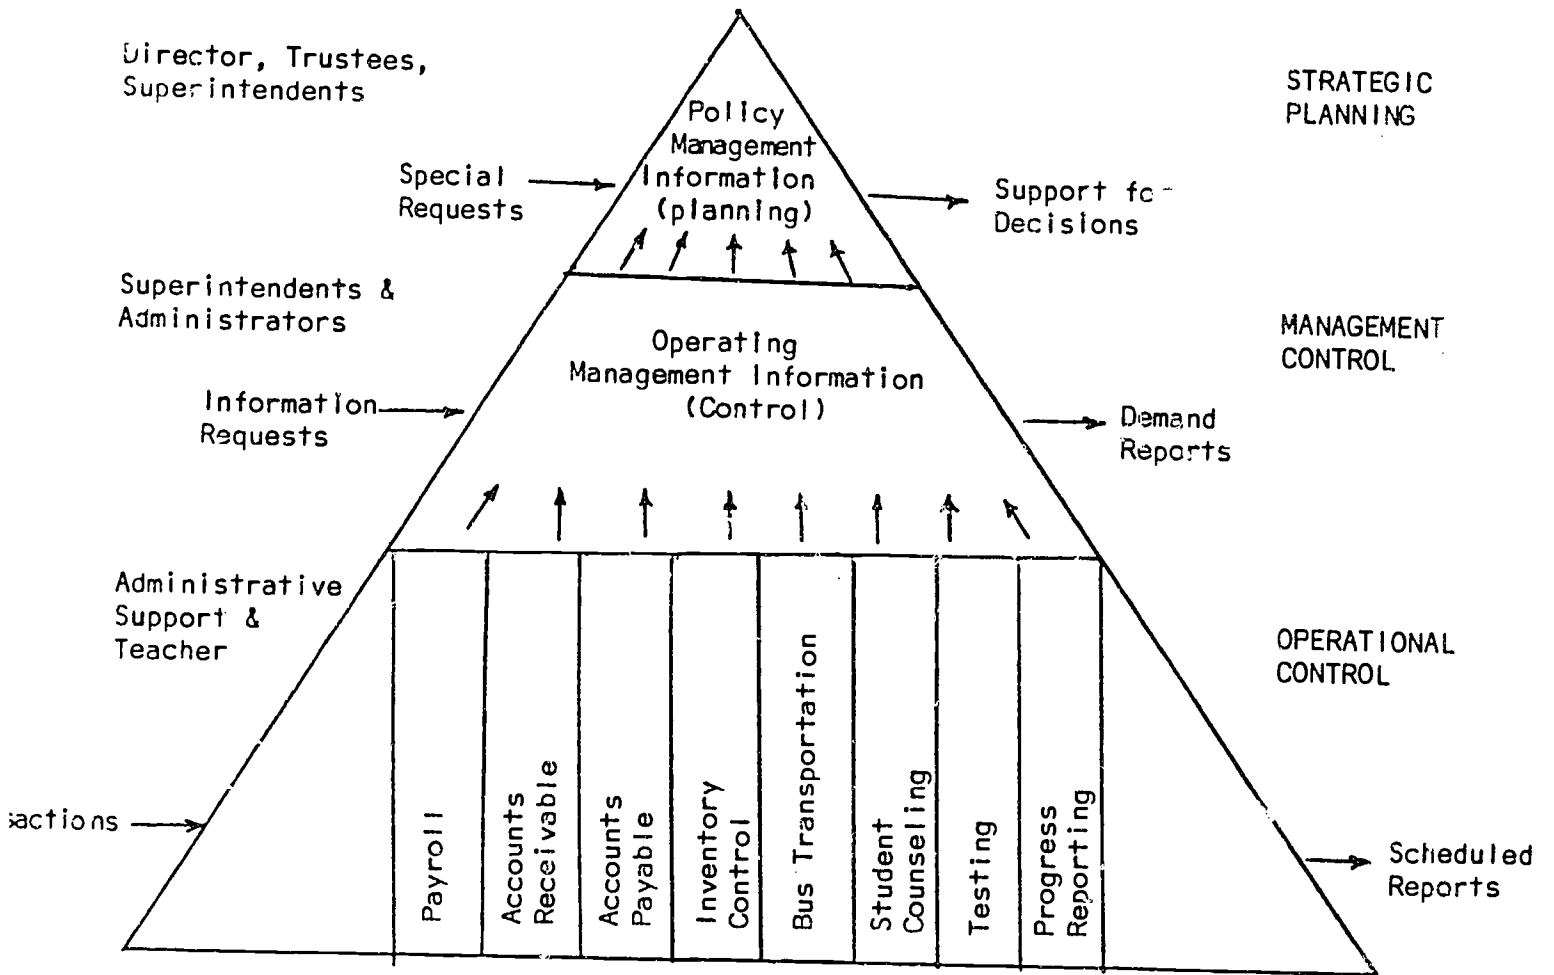 Director, Trustees,
Superintendents
STRATEGIC
PLANNING
Policy
Management
Information
(planning)
Special
Requests
Support for
Decisions
Superintendents &
Administrators
MANAGEMENT
CONTROL
Operating
Management Information
(Control)
Information
Requests
Demand
Reports
Administrative
Support &
Teacher
OPERATIONAL
CONTROL
sactions
Payroll
Accounts
Receivable
Accounts
Payable
Inventory
Control
Bus Transportation
Student
Counseling
Testing
Progress
Reporting
Scheduled
Reports